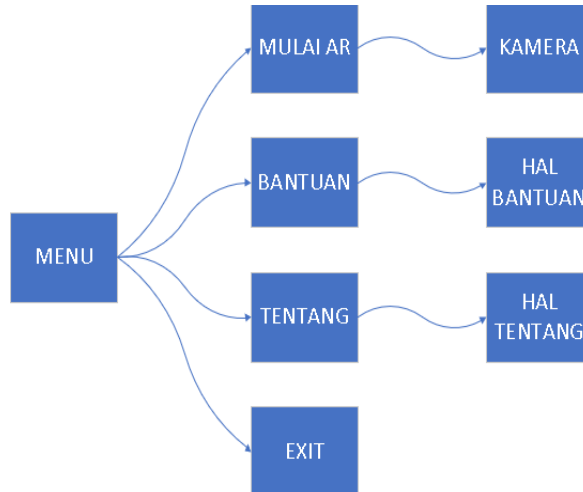 MULAI AR
KAMERA
BANTUAN
HAL
BANTUAN
MENU
TENTANG
HAL
TENTANG
EXIT